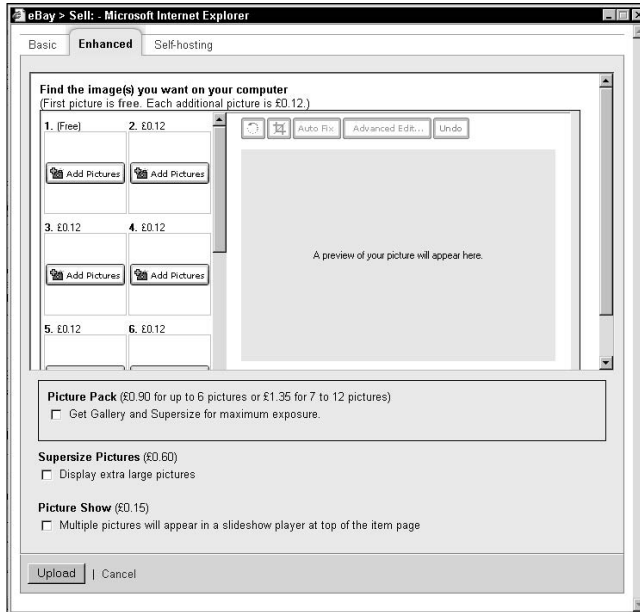 eBay > Sell: - Microsoft Internet Explorer
Basic Enhanced Self-hosting
Find the image(s) you want on your computer
(First picture is free. Each additional picture is £0.12.)
1. (Free) 2. £0.12
Add Pictures Add Pictures
3. £0.12 4. £0.12
Add Pictures Add Pictures
5. £0.12 6. £0.12
Auto Fix Advanced Edit... Undo
A preview of your picture will appear here.
Picture Pack (£0.90 for up to 6 pictures or £1.35 for 7 to 12 pictures)
Get Gallery and Supersize for maximum exposure.
Supersize Pictures (£0.60)
Display extra large pictures
Picture Show (£0.15)
Multiple pictures will appear in a slideshow player at top of the item page
Upload | Cancel